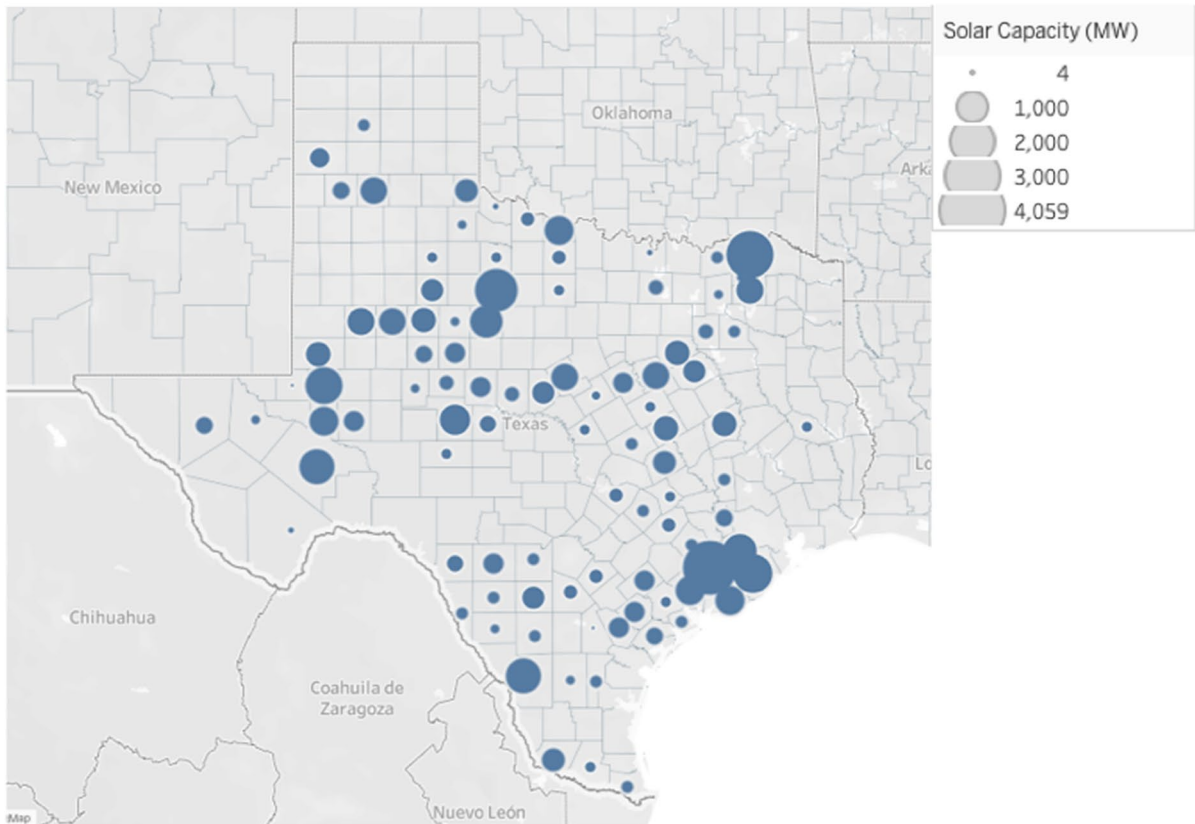 Solar Capacity (MW)
4
1,000
2,000
3,000
4,059
Oklahoma
Arka
New Mexico
Texas
Lo
Chihuahua
Coahuila de
Zaragoza
Nuevo León
Map